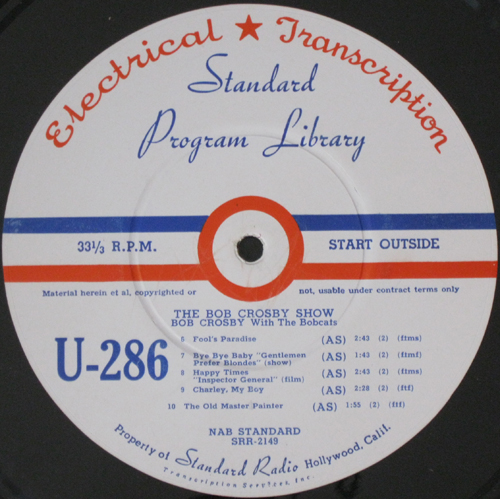 Electrical ★ Transcription
Standard
Program Library
33⅓ R.P.M. START OUTSIDE
Material herein et al, copyrighted or not, usable under contract terms only
THE BOB CROSBY SHOW
BOB CROSBY With The Bobcats
U-286
6 Fool's Paradise (AS) 2:43 (2) (ftms)
7 Bye Bye Baby "Gentlemen
Prefer Blondes" (show) (AS) 1:43 (2) (ftmf)
8 Happy Times
"Inspector General" (film) (AS) 2:43 (2) (ftms)
9 Charley, My Boy (AS) 2:28 (2) (ftf)
10 The Old Master Painter (AS) 1:55 (2) (ftf)
NAB STANDARD
SRR-2149
Property of Standard Radio Hollywood, Calif.
Transcription Services, Inc.